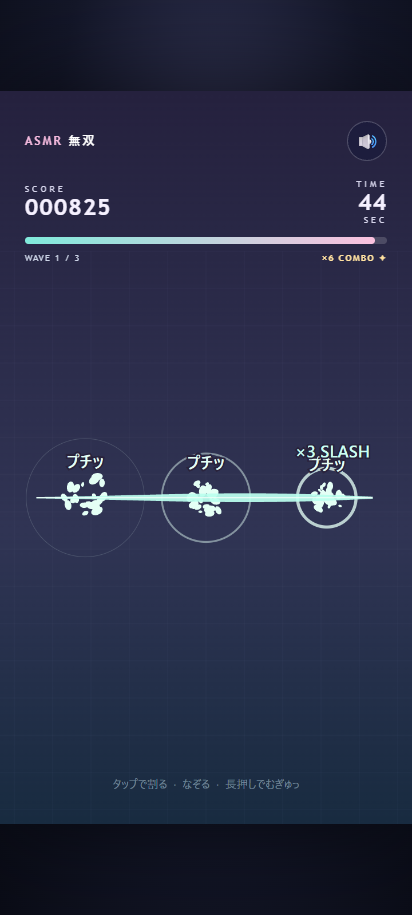 ASMR 無双
SCORE
000825
TIME
44
SEC
WAVE 1 / 3
×6 COMBO ✦
プチッ
プチッ
×3 SLASH
プチッ
タップで割る · なぞる · 長押しでむぎゅっ